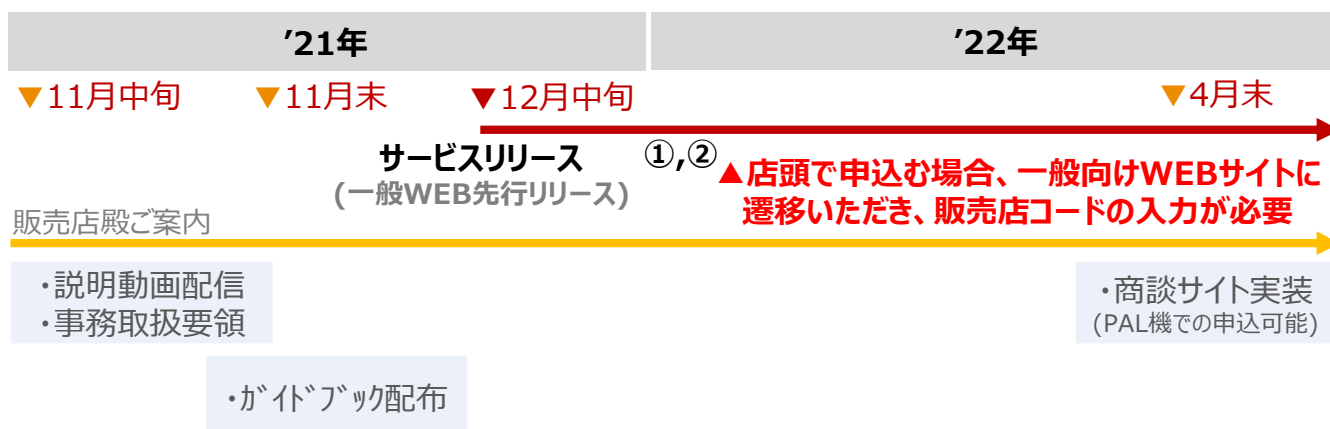 ’21年
’22年
▼11月中旬
▼11月末
▼12月中旬
▼4月末
サービスリリース
(一般WEB先行リリース)
①,②
▲店頭で申込む場合、一般向けWEBサイトに
遷移いただき、販売店コードの入力が必要
販売店殿ご案内
・説明動画配信
・事務取扱要領
・商談サイト実装
(PAL機での申込可能)
・ｶﾞｲﾄﾞﾌﾞｯｸ配布